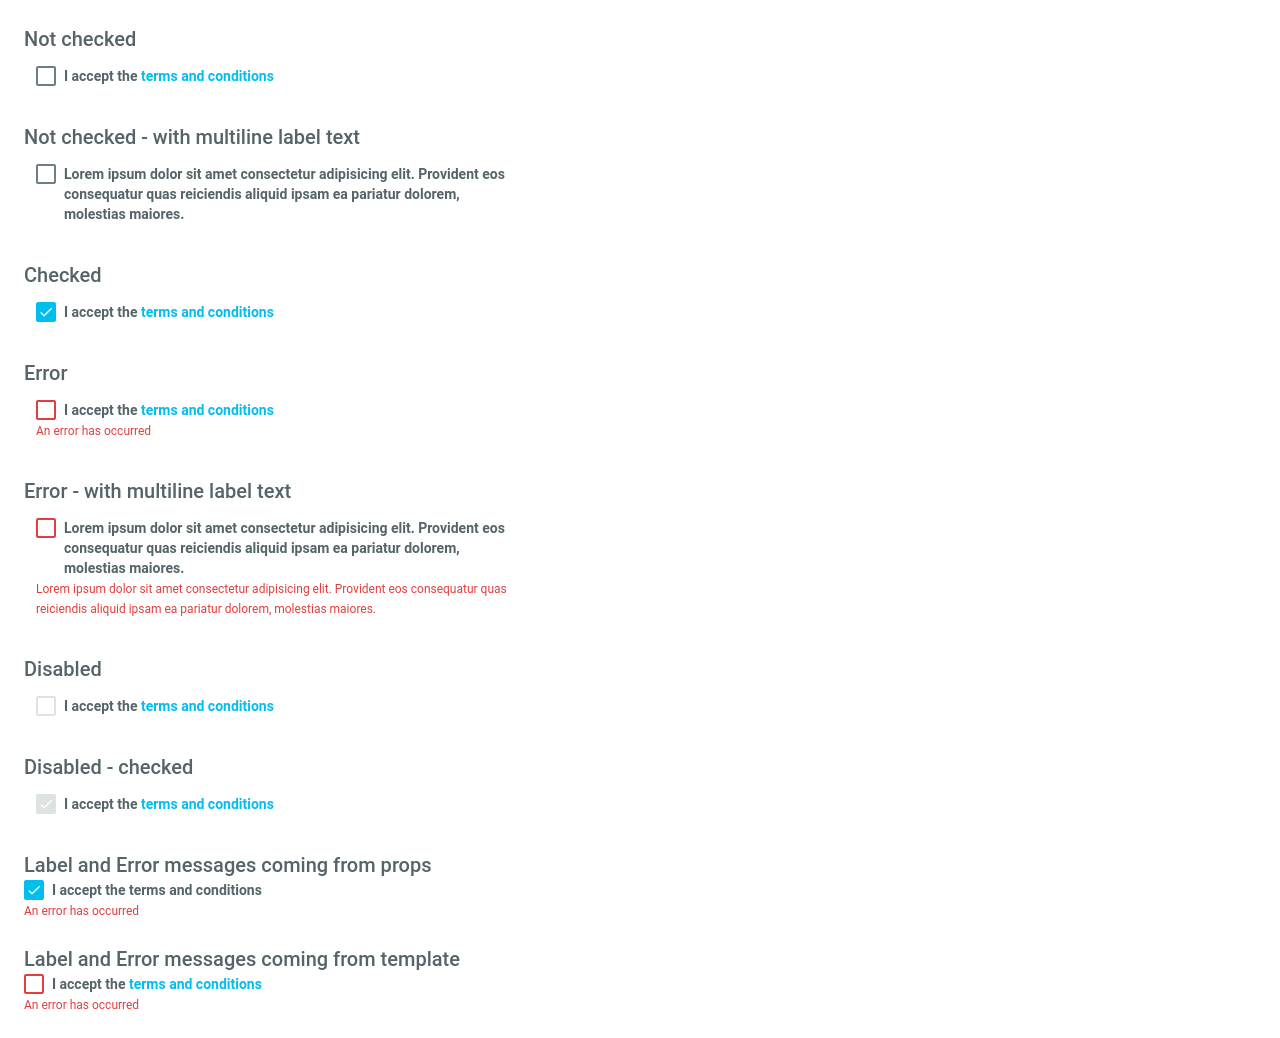 Not checked
I accept the terms and conditions
Not checked - with multiline label text
Lorem ipsum dolor sit amet consectetur adipisicing elit. Provident eos
consequatur quas reiciendis aliquid ipsam ea pariatur dolorem,
molestias maiores.
Checked
I accept the terms and conditions
Error
I accept the terms and conditions
An error has occurred
Error - with multiline label text
Lorem ipsum dolor sit amet consectetur adipisicing elit. Provident eos
consequatur quas reiciendis aliquid ipsam ea pariatur dolorem,
molestias maiores.
Lorem ipsum dolor sit amet consectetur adipisicing elit. Provident eos consequatur quas
reiciendis aliquid ipsam ea pariatur dolorem, molestias maiores.
Disabled
I accept the terms and conditions
Disabled - checked
I accept the terms and conditions
Label and Error messages coming from props
I accept the terms and conditions
An error has occurred
Label and Error messages coming from template
I accept the terms and conditions
An error has occurred